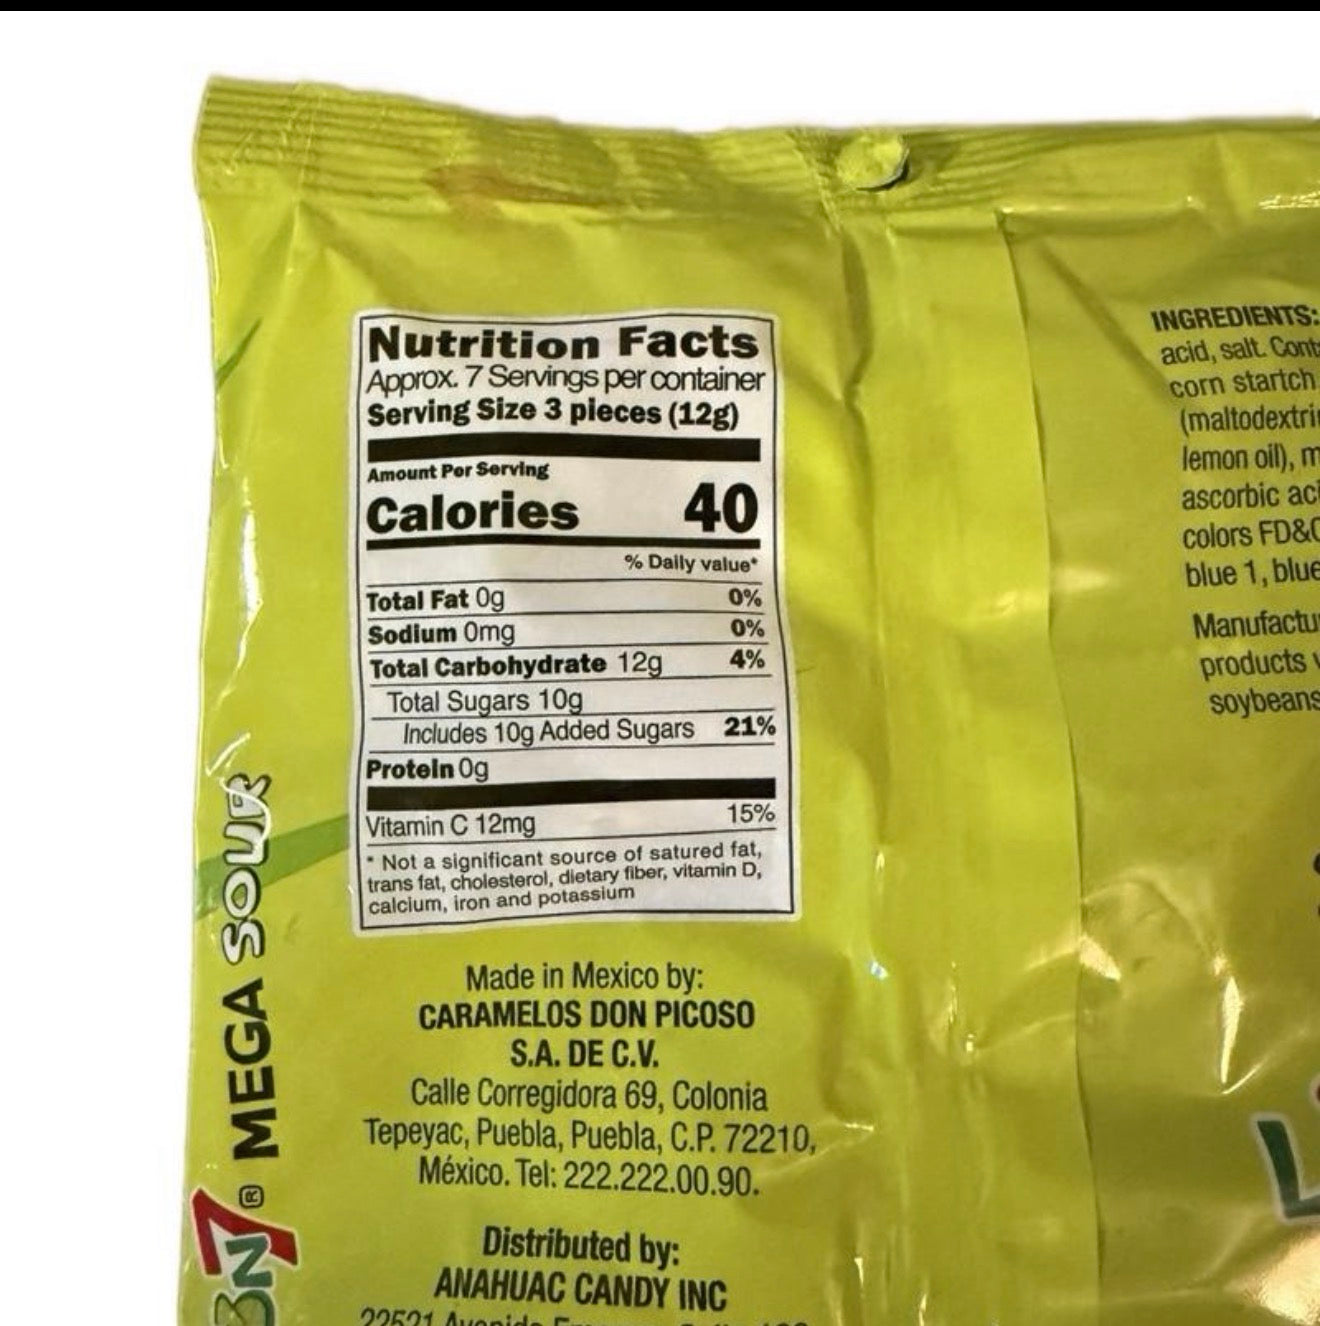 Nutrition Facts
Approx. 7 Servings per container
Serving Size 3 pieces (12g)
Amount Per Serving
Calories 40
% Daily value*
Total Fat 0g 0%
Sodium 0mg 0%
Total Carbohydrate 12g 4%
Total Sugars 10g
Includes 10g Added Sugars 21%
Protein 0g
Vitamin C 12mg 15%
* Not a significant source of satured fat,
trans fat, cholesterol, dietary fiber, vitamin D,
calcium, iron and potassium
Made in Mexico by:
CARAMELOS DON PICOSO
S.A. DE C.V.
Calle Corregidora 69, Colonia
Tepeyac, Puebla, Puebla, C.P. 72210,
México. Tel: 222.222.00.90.
Distributed by:
ANAHUAC CANDY INC
22521
N7® MEGA SOUR
INGREDIENTS:
acid, salt.
corn startch
lemon oil),
ascorbic
colors
blue 1, blue
products
soybeans